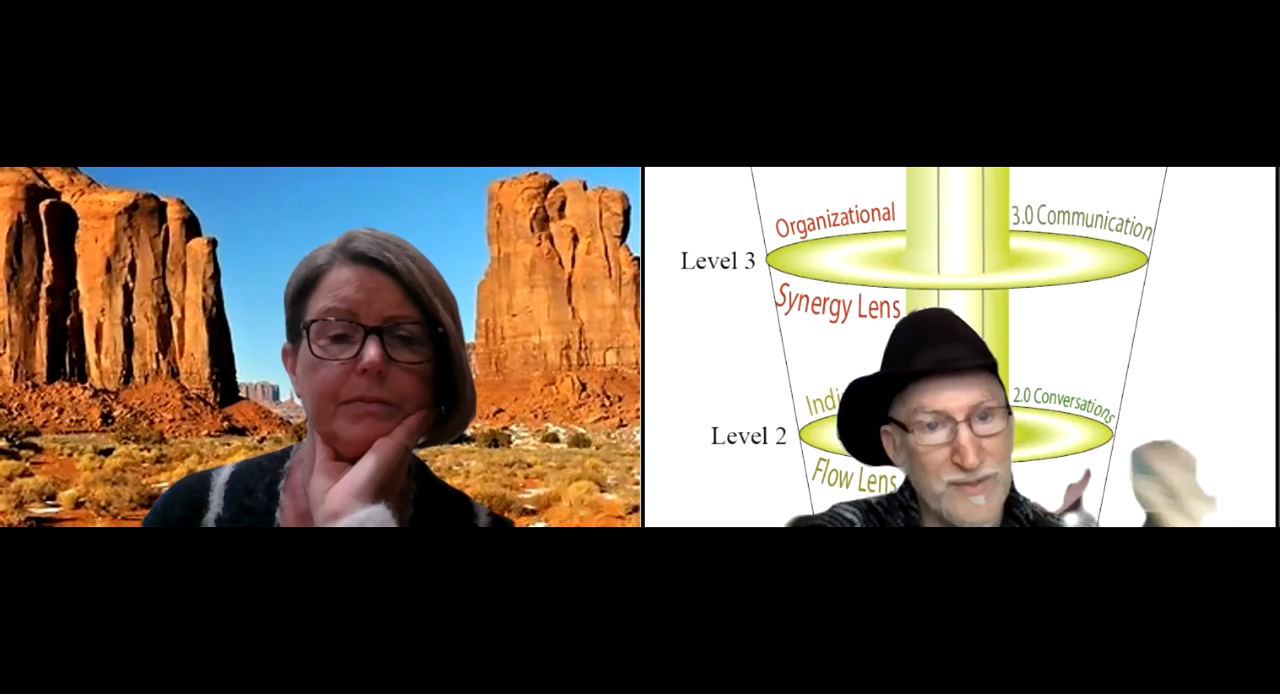 Organizational
3.0 Communication
Level 3
Synergy Lens
2.0 Conversations
Level 2
Flow Lens